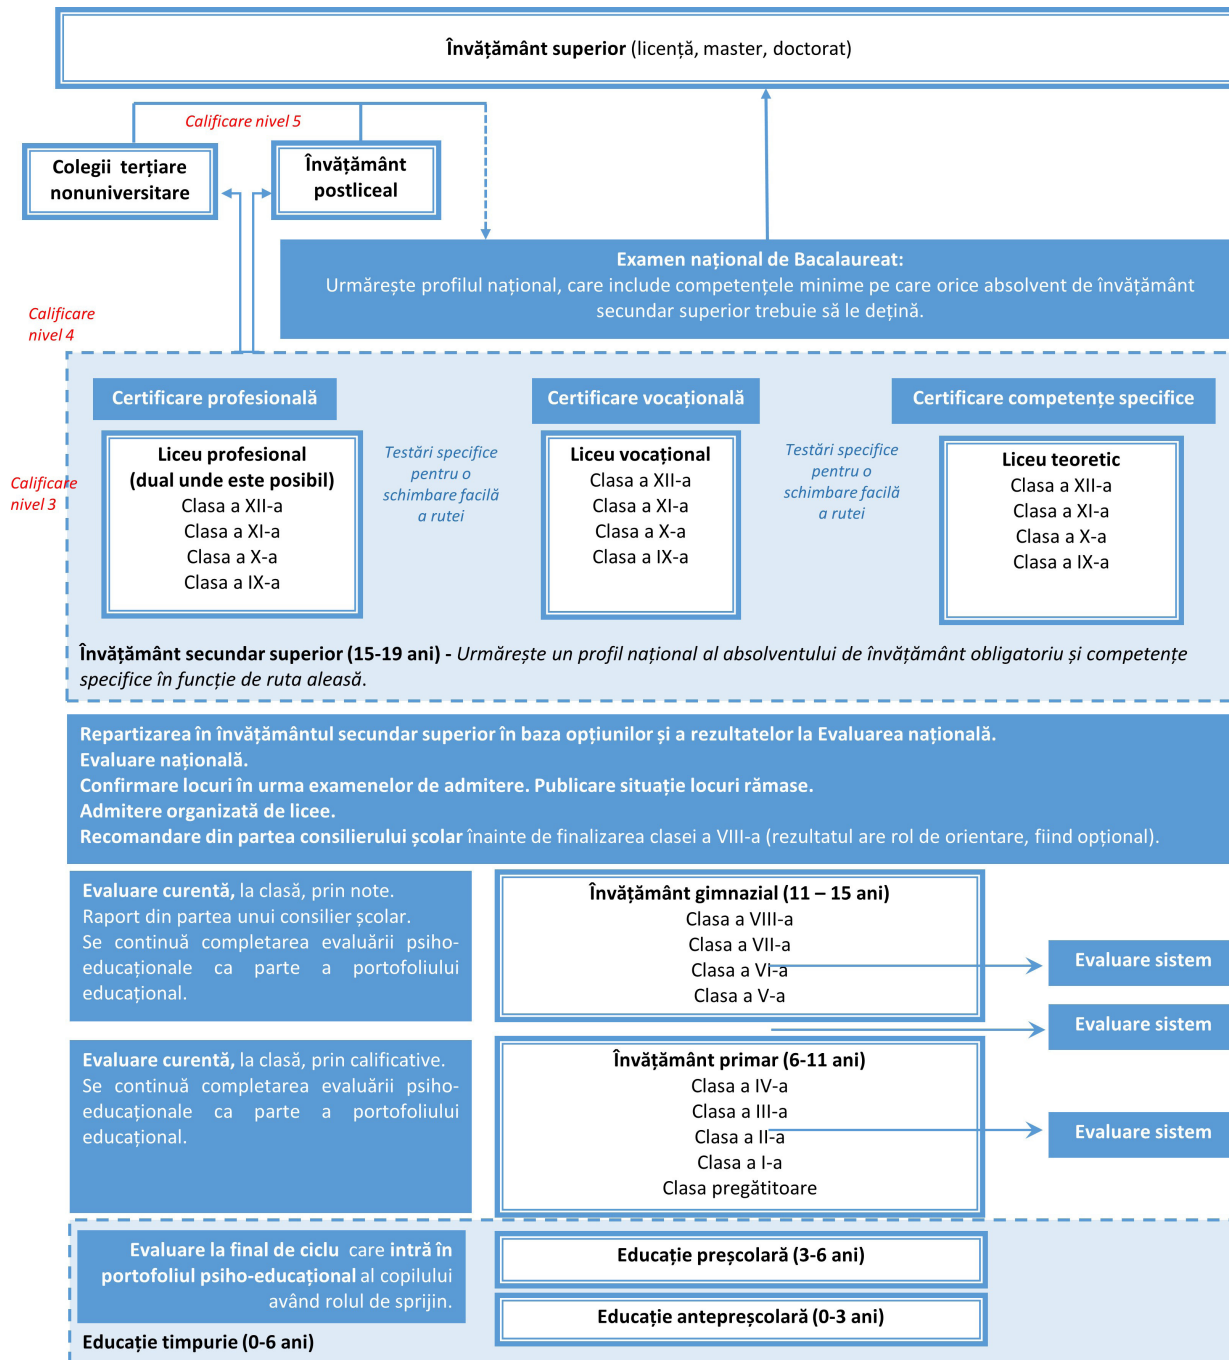 Învățământ superior (licență, master, doctorat)
Calificare nivel 5
Colegii terțiare
nonuniversitare
Învățământ
postliceal
Examen național de Bacalaureat:
Urmărește profilul național, care include competențele minime pe care orice absolvent de învățământ
secundar superior trebuie să le dețină.
Calificare
nivel 4
Certificare profesională
Certificare vocațională
Certificare competențe specifice
Calificare
nivel 3
Liceu profesional
(dual unde este posibil)
Clasa a XII-a
Clasa a XI-a
Clasa a X-a
Clasa a IX-a
Testări specifice
pentru o
schimbare facilă
a rutei
Liceu vocațional
Clasa a XII-a
Clasa a XI-a
Clasa a X-a
Clasa a IX-a
Testări specifice
pentru o
schimbare facilă
a rutei
Liceu teoretic
Clasa a XII-a
Clasa a XI-a
Clasa a X-a
Clasa a IX-a
Învățământ secundar superior (15-19 ani) - Urmărește un profil național al absolventului de învățământ obligatoriu și competențe
specifice în funcție de ruta aleasă.
Repartizarea în învățământul secundar superior în baza opțiunilor și a rezultatelor la Evaluarea națională.
Evaluare națională.
Confirmare locuri în urma examenelor de admitere. Publicare situație locuri rămase.
Admitere organizată de licee.
Recomandare din partea consilierului școlar înainte de finalizarea clasei a VIII-a (rezultatul are rol de orientare, fiind opțional).
Evaluare curentă, la clasă, prin note.
Raport din partea unui consilier școlar.
Se continuă completarea evaluării psiho-
educaționale ca parte a portofoliului
educațional.
Învățământ gimnazial (11 – 15 ani)
Clasa a VIII-a
Clasa a VII-a
Clasa a VI-a
Clasa a V-a
Evaluare sistem
Evaluare sistem
Evaluare curentă, la clasă, prin calificative.
Se continuă completarea evaluării psiho-
educaționale ca parte a portofoliului
educațional.
Învățământ primar (6-11 ani)
Clasa a IV-a
Clasa a III-a
Clasa a II-a
Clasa a I-a
Clasa pregătitoare
Evaluare sistem
Evaluare la final de ciclu care intră în
portofoliul psiho-educațional al copilului
având rolul de sprijin.
Educație preșcolară (3-6 ani)
Educație antepreșcolară (0-3 ani)
Educație timpurie (0-6 ani)